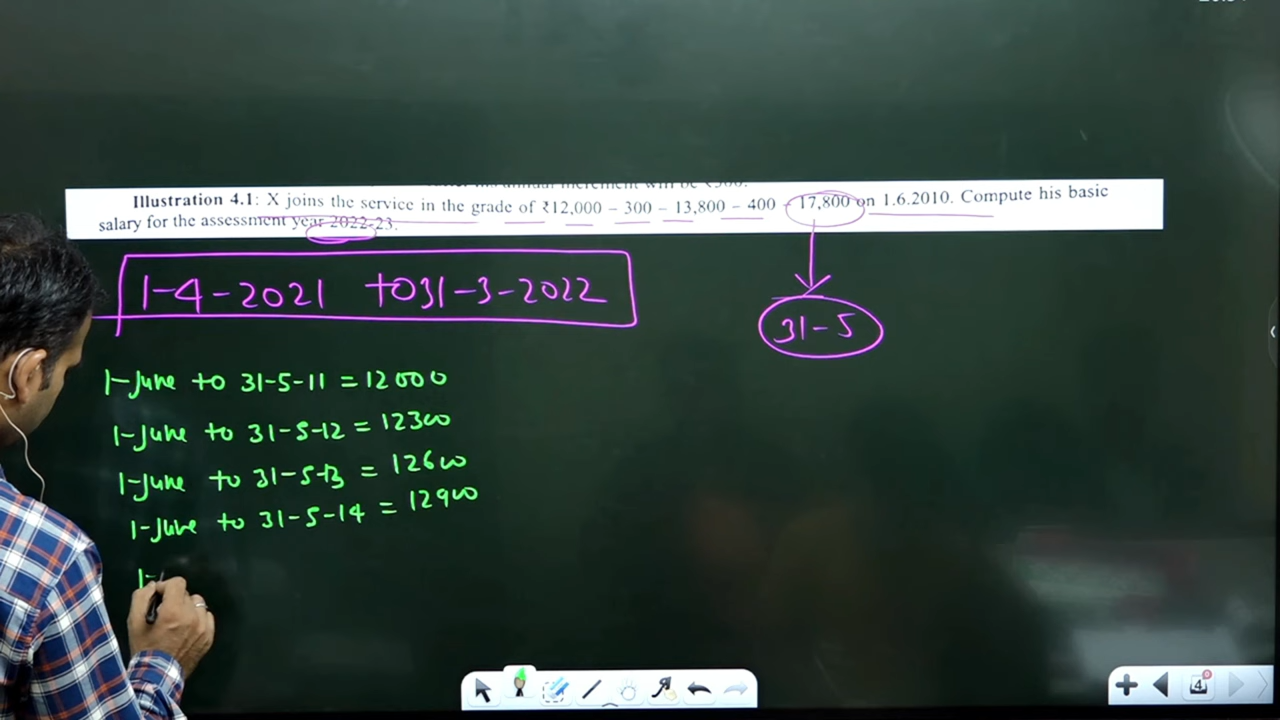 Illustration 4.1: X joins the service in the grade of ₹12,000 – 300 – 13,800 – 400 – 17,800 on 1.6.2010. Compute his basic
salary for the assessment year 2022-23.
1-4-2021 to 31-3-2022
31-5
1-June to 31-5-11 = 12000
1-June to 31-5-12 = 12300
1-June to 31-5-13 = 12600
1-June to 31-5-14 = 12900
1-
4